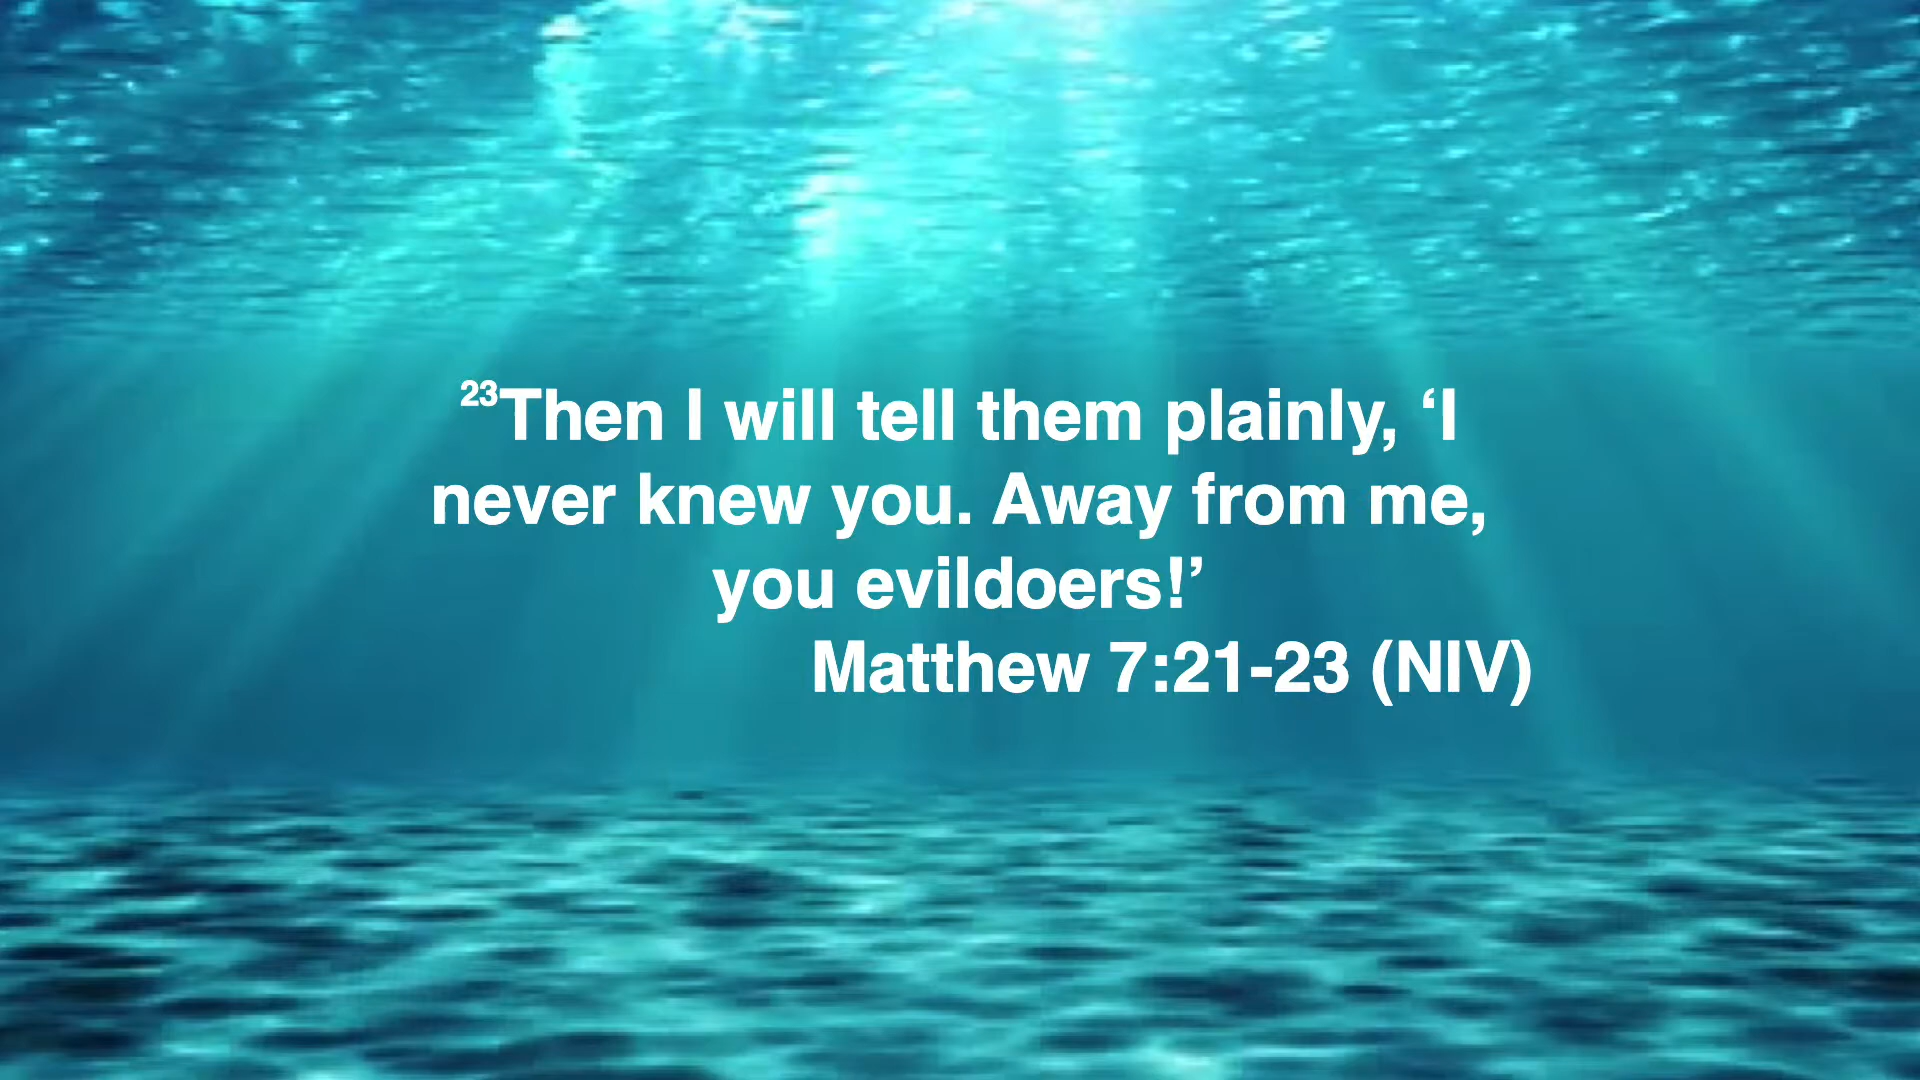 ²³Then I will tell them plainly, ‘I
never knew you. Away from me,
you evildoers!’
Matthew 7:21-23 (NIV)